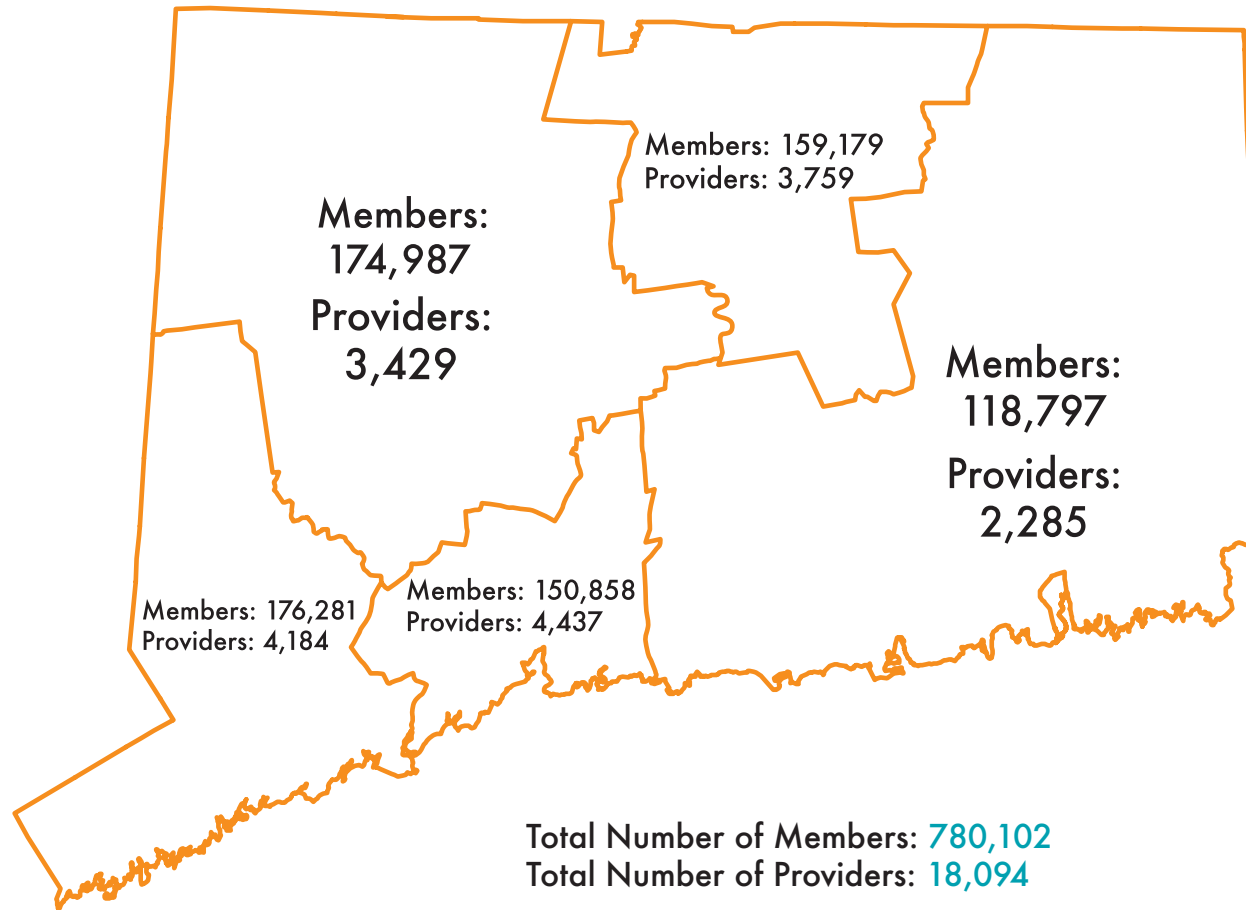 Members: 159,179
Providers: 3,759
Members:
174,987
Providers:
3,429
Members:
118,797
Providers:
2,285
Members: 176,281
Providers: 4,184
Members: 150,858
Providers: 4,437
Total Number of Members: 780,102
Total Number of Providers: 18,094